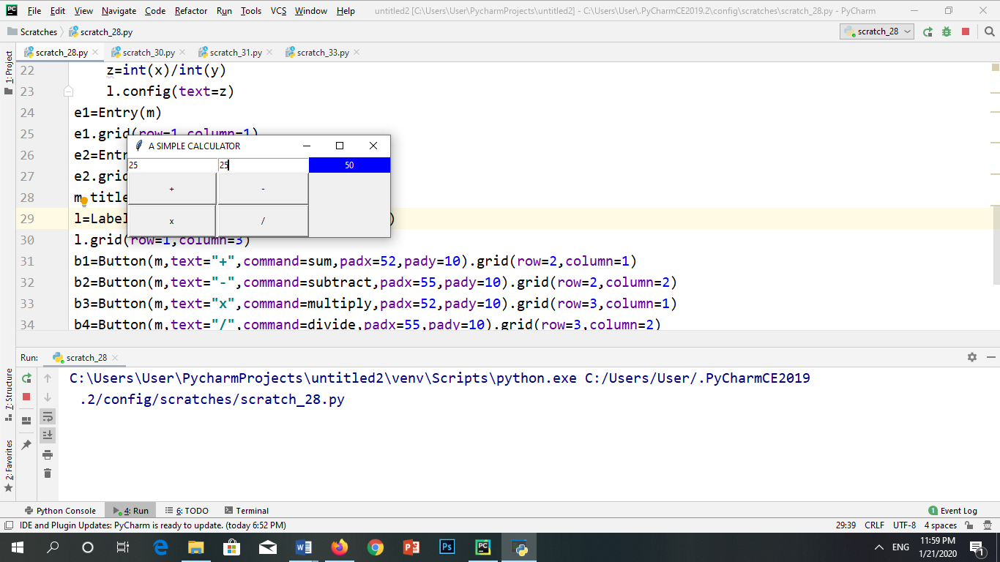 File Edit View Navigate Code Refactor Run Tools VCS Window Help untitled2 [C:\Users\User\PycharmProjects\untitled2] - C:\Users\User\.PyCharmCE2019.2\config\scratches\scratch_28.py - PyCharm
Scratches scratch_28.py scratch_28
scratch_28.py scratch_30.py scratch_31.py scratch_33.py
1: Project
22 z=int(x)/int(y)
23 l.config(text=z)
24 e1=Entry(m)
25 e1.grid(row=1,column=1)
26 e2=Entr
27 e2.grid
28 m.title
29 l=Label )
30 l.grid(row=1,column=3)
31 b1=Button(m,text="+",command=sum,padx=52,pady=10).grid(row=2,column=1)
32 b2=Button(m,text="-",command=subtract,padx=55,pady=10).grid(row=2,column=2)
33 b3=Button(m,text="x",command=multiply,padx=52,pady=10).grid(row=3,column=1)
34 b4=Button(m,text="/",command=divide,padx=55,pady=10).grid(row=3,column=2)
A SIMPLE CALCULATOR
25 25 50
+ -
x /
Run: scratch_28
C:\Users\User\PycharmProjects\untitled2\venv\Scripts\python.exe C:/Users/User/.PyCharmCE2019
.2/config/scratches/scratch_28.py
7: Structure
2: Favorites
Python Console 4: Run 6: TODO Terminal 1 Event Log
IDE and Plugin Updates: PyCharm is ready to update. (today 6:52 PM) 29:39 CRLF UTF-8 4 spaces
ENG 11:59 PM
1/21/2020 1